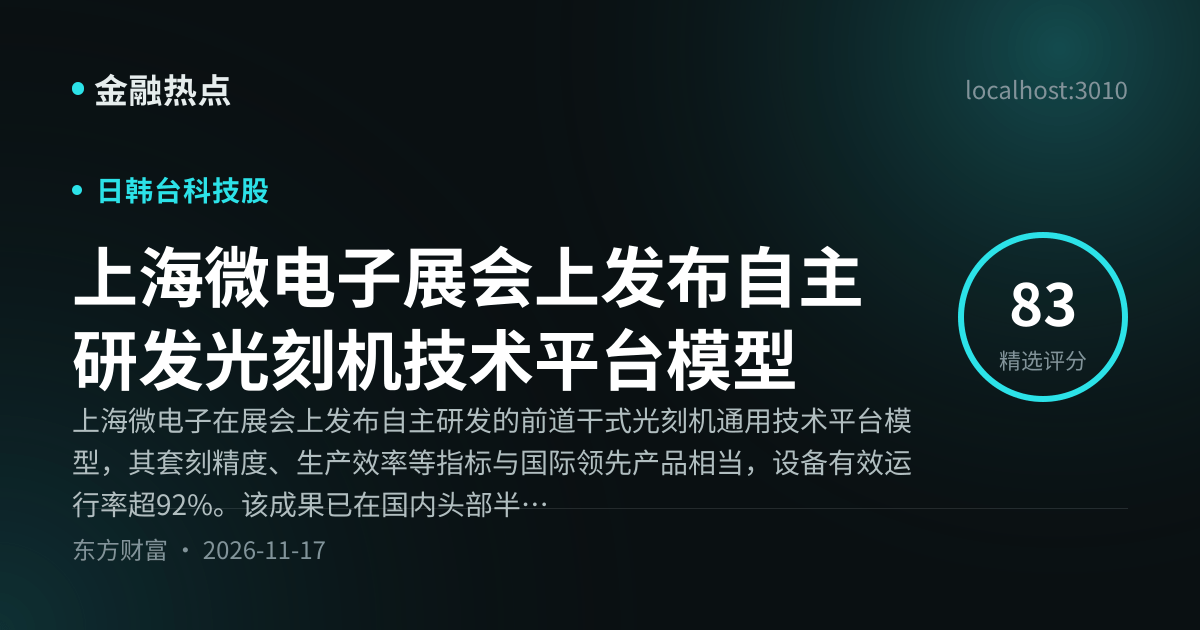 金融热点
localhost:3010
日韩台科技股
上海微电子展会上发布自主
研发光刻机技术平台模型
83
精选评分
上海微电子在展会上发布自主研发的前道干式光刻机通用技术平台模
型，其套刻精度、生产效率等指标与国际领先产品相当，设备有效运
行率超92%。该成果已在国内头部半…
东方财富 · 2026-11-17